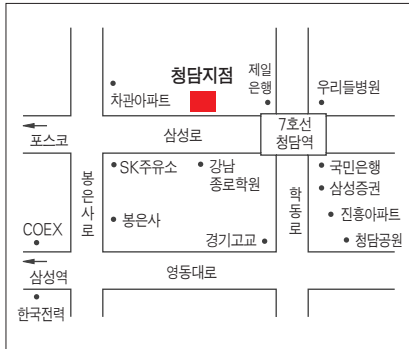 청담지점
제일
은행
차관아파트
우리들병원
7호선
청담역
포스코
삼성로
SK주유소
강남
종로학원
국민은행
삼성증권
봉은사로
학동로
봉은사
진흥아파트
COEX
경기고교
청담공원
삼성역
영동대로
한국전력